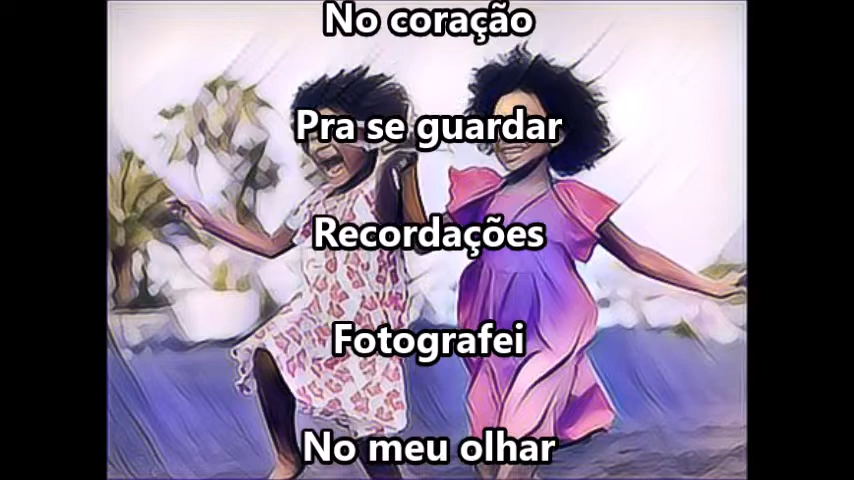 No coração
Pra se guardar
Recordações
Fotografei
No meu olhar